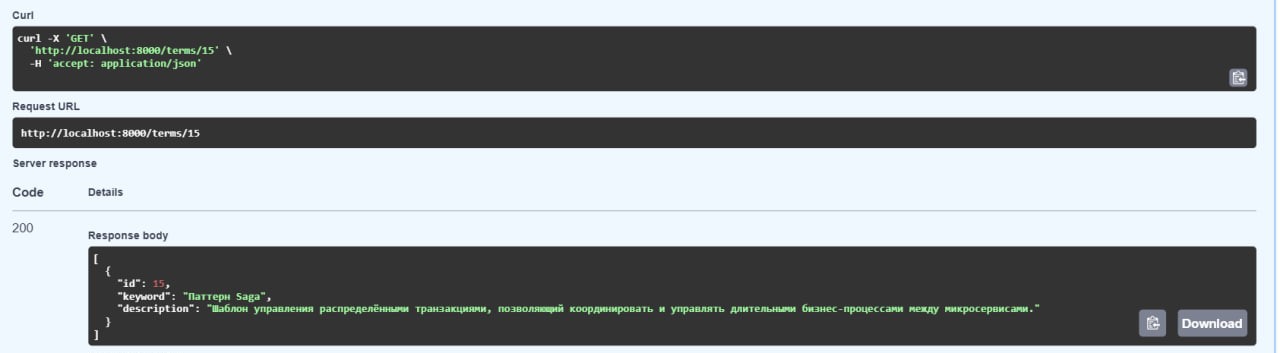 Curl
curl -X 'GET' \
  'http://localhost:8000/terms/15' \
  -H 'accept: application/json'
Request URL
http://localhost:8000/terms/15
Server response
Code Details
200
Response body
[
  {
    "id": 15,
    "keyword": "Паттерн Saga",
    "description": "Шаблон управления распределёнными транзакциями, позволяющий координировать и управлять длительными бизнес-процессами между микросервисами."
  }
]
Download